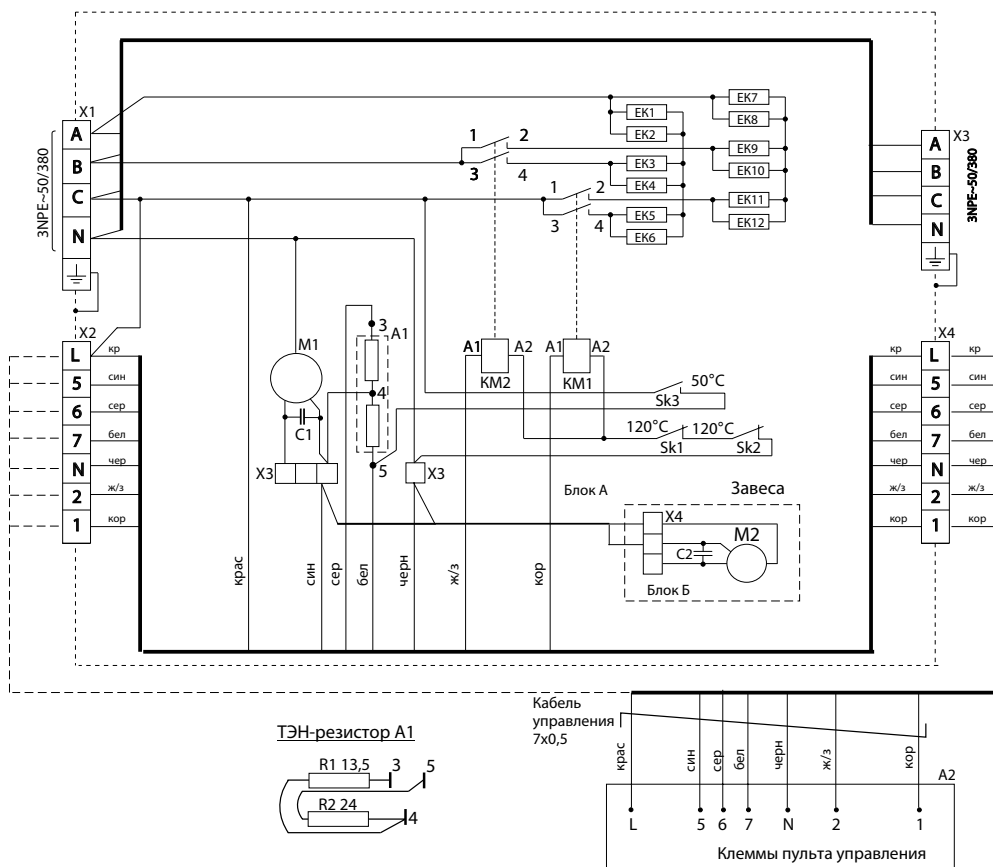 X1
A
B
C
N
3NPE~50/380
1
2
3
4
1
2
3
4
EK1
EK2
EK3
EK4
EK5
EK6
EK7
EK8
EK9
EK10
EK11
EK12
X3
A
B
C
N
3NPE~50/380
X2
L
5
6
7
N
2
1
кр
син
сер
бел
чер
ж/з
кор
M1
C1
X3
3
A1
4
5
X3
A1
A2
КМ2
A1
A2
КМ1
50°C
Sk3
120°C
Sk1
120°C
Sk2
Блок А
Завеса
X4
C2
M2
Блок Б
X4
L
5
6
7
N
2
1
кр
син
сер
бел
чер
ж/з
кор
кр
син
сер
бел
чер
ж/з
кор
крас
син
сер
бел
черн
ж/з
кор
ТЭН-резистор А1
R1 13,5
3
5
R2 24
4
Кабель
управления
7x0,5
крас
син
сер
бел
черн
ж/з
кор
A2
L
5
6
7
N
2
1
Клеммы пульта управления